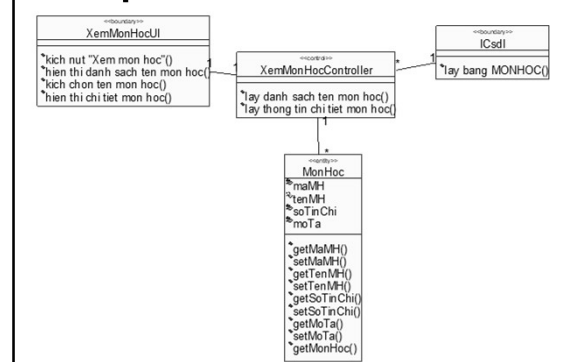 <<boundary>>
XemMonHocUI
kich nut "Xem mon hoc"()
hien thi danh sach ten mon hoc()
kich chon ten mon hoc()
hien thi chi tiet mon hoc()
1
1
<<control>>
XemMonHocController
lay danh sach ten mon hoc()
lay thong tin chi tiet mon hoc()
*
1
<<boundary>>
ICsdl
lay bang MONHOC()
1
*
<<entity>>
MonHoc
maMH
tenMH
soTinChi
moTa
getMaMH()
setMaMH()
getTenMH()
setTenMH()
getSoTinChi()
setSoTinChi()
getMoTa()
setMoTa()
getMonHoc()